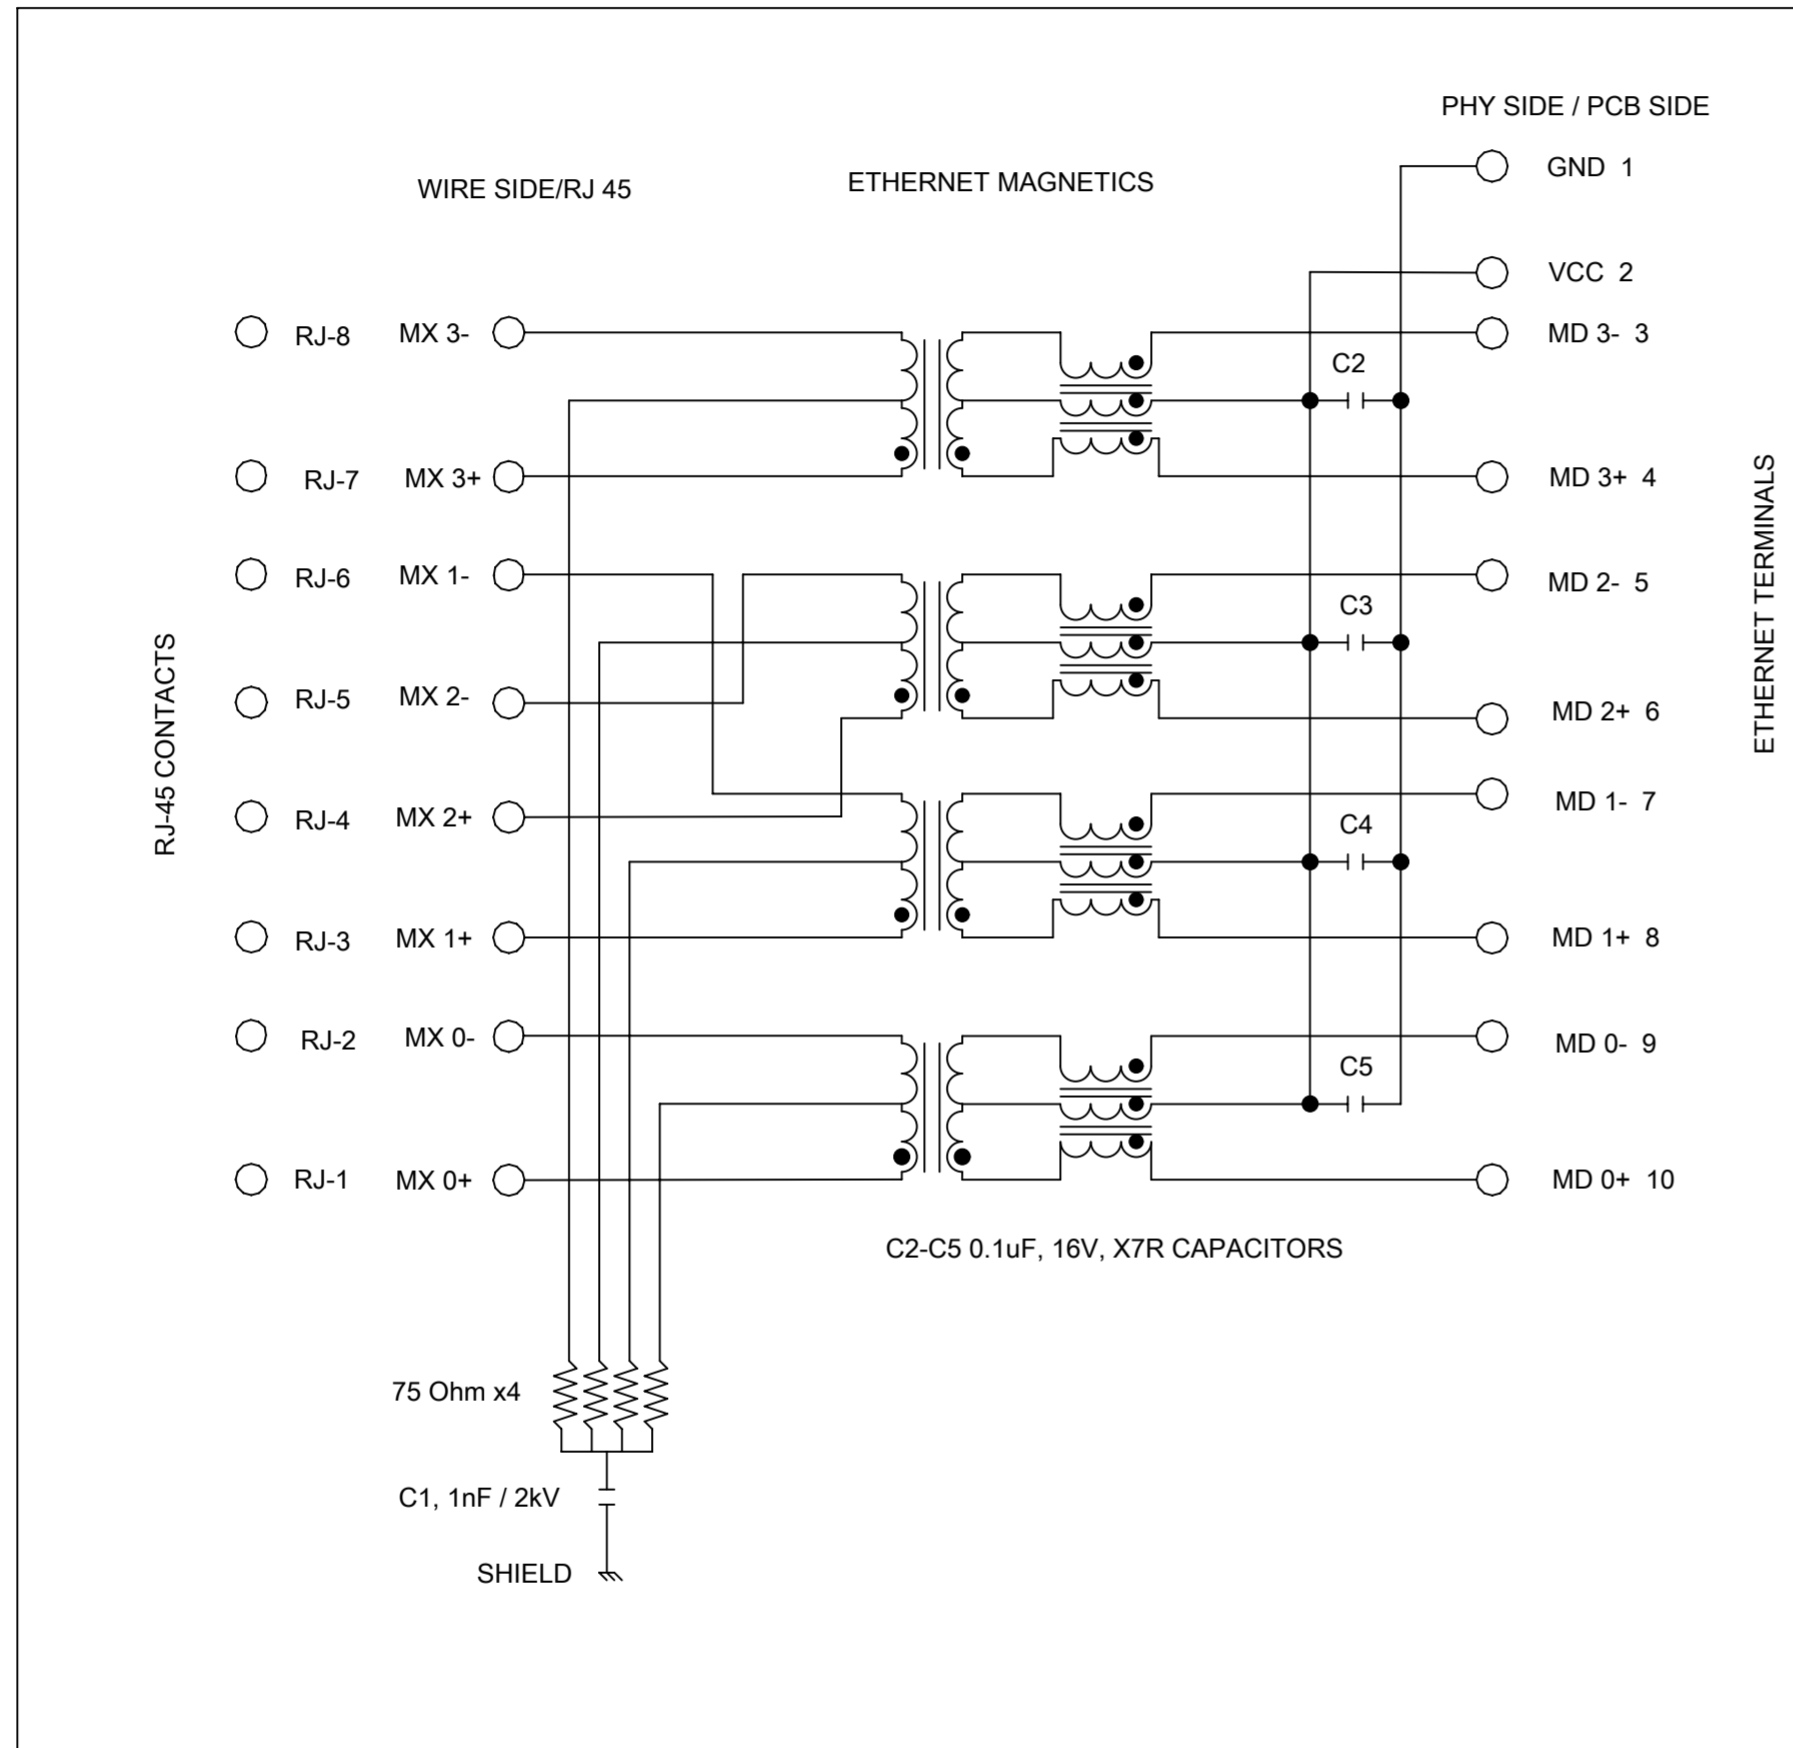 PHY SIDE / PCB SIDE
GND 1
WIRE SIDE/RJ 45
ETHERNET MAGNETICS
VCC 2
RJ-8 MX 3-
MD 3- 3
C2
RJ-7 MX 3+
MD 3+ 4
RJ-6 MX 1-
MD 2- 5
C3
RJ-5 MX 2-
MD 2+ 6
RJ-45 CONTACTS
ETHERNET TERMINALS
RJ-4 MX 2+
MD 1- 7
C4
RJ-3 MX 1+
MD 1+ 8
RJ-2 MX 0-
MD 0- 9
C5
RJ-1 MX 0+
MD 0+ 10
C2-C5 0.1uF, 16V, X7R CAPACITORS
75 Ohm x4
C1, 1nF / 2kV
SHIELD